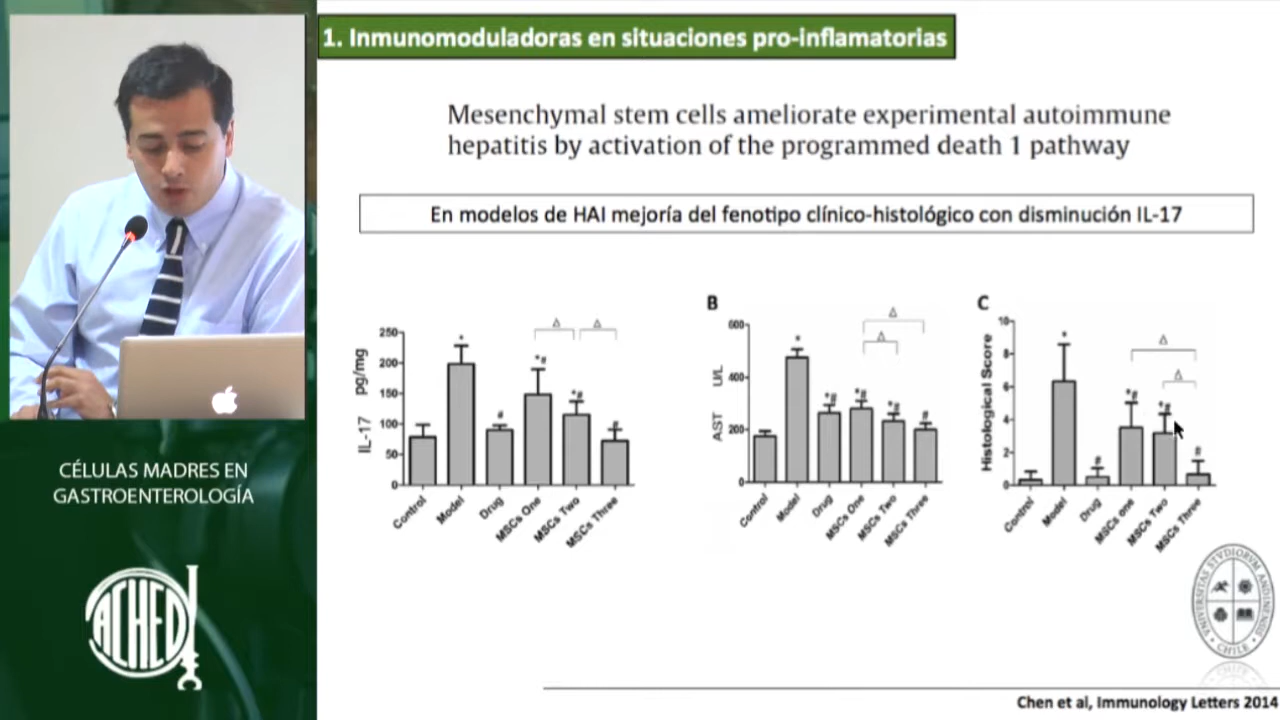 1. Inmunomoduladoras en situaciones pro-inflamatorias
Mesenchymal stem cells ameliorate experimental autoimmune
hepatitis by activation of the programmed death 1 pathway
En modelos de HAI mejoría del fenotipo clínico-histológico con disminución IL-17
IL-17 pg/mg
250
200
150
100
50
0
* # *# *# #
Δ Δ
Control Model Drug MSCs One MSCs Two MSCs Three
B
AST U/L
600
400
200
0
* *# *# *# #
Δ
Δ
Control Model Drug MSCs One MSCs Two MSCs Three
C
Histological Score
10
8
6
4
2
0
* # *# *# #
Δ
Δ
Control Model Drug MSCs one MSCs Two MSCs Three
CÉLULAS MADRES EN
GASTROENTEROLOGÍA
ACHED
UNIVERSITAS STVDIORVM ANDINENSIS
CHILE
Chen et al, Immunology Letters 2014